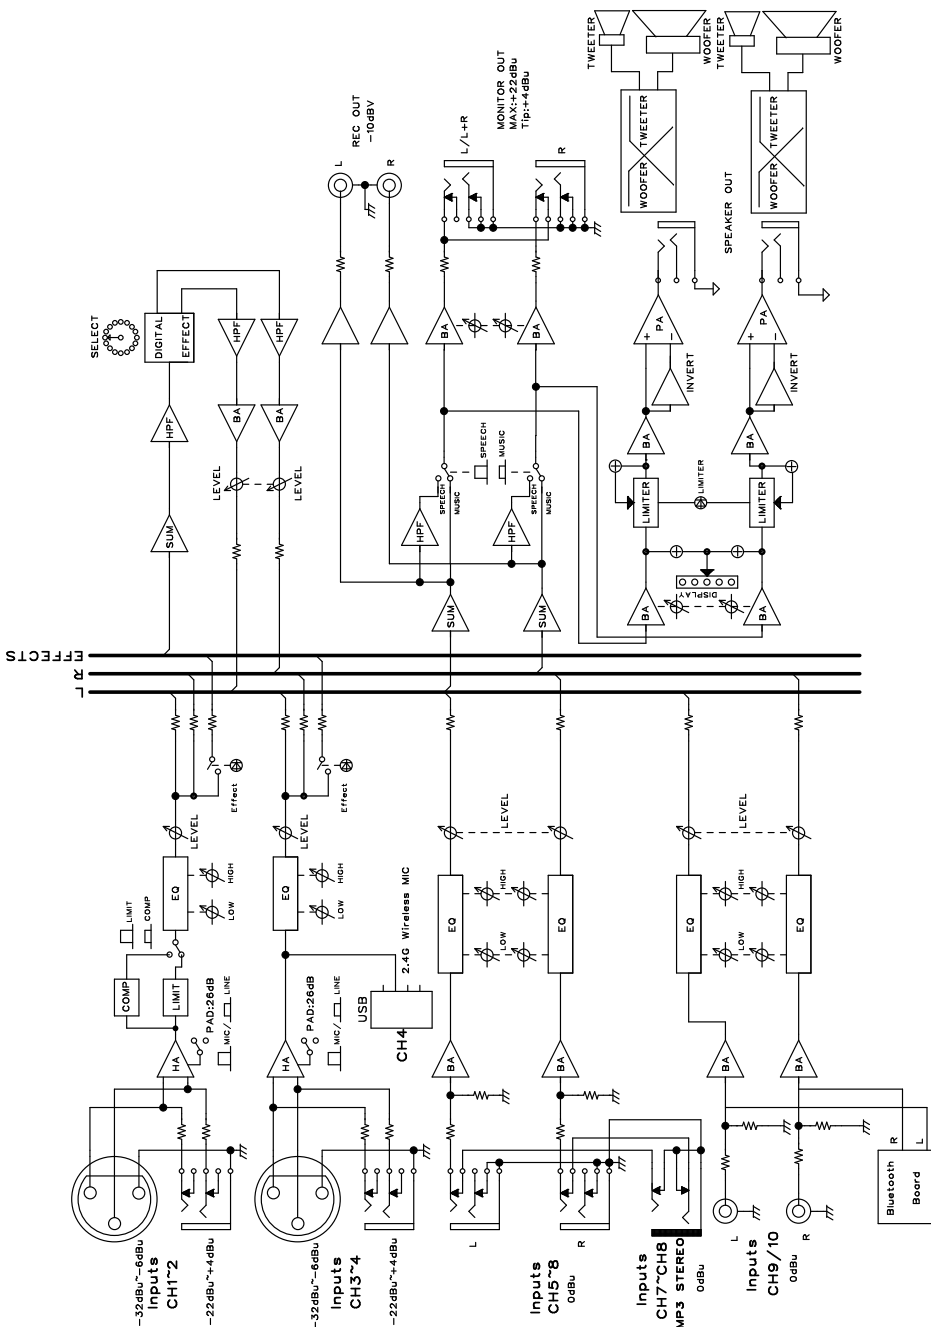 TWEETER
WOOFER
TWEETER
WOOFER
WOOFER TWEETER
WOOFER TWEETER
SPEAKER OUT
REC OUT
-10dBV
L
R
MONITOR OUT
MAX:+22dBu
Tip:+4dBu
L/L+R
R
SELECT
DIGITAL
EFFECT
HPF
HPF
HPF
BA
BA
LEVEL
LEVEL
SUM
BA
BA
PA
PA
INVERT
INVERT
BA
BA
SPEECH
MUSIC
SPEECH
MUSIC
SPEECH
MUSIC
HPF
HPF
LIMITER
LIMITER
LIMITER
DISPLAY
BA
BA
SUM
SUM
EFFECTS
R
L
Effect
Effect
LEVEL
LEVEL
LEVEL
LEVEL
EQ
HIGH
LOW
EQ
HIGH
LOW
EQ
HIGH
LOW
EQ
EQ
HIGH
LOW
EQ
LIMIT
COMP
COMP
LIMIT
PAD:26dB
MIC/
LINE
HA
PAD:26dB
MIC/
LINE
HA
2.4G Wireless MIC
USB
CH4
BA
BA
BA
BA
R
L
Bluetooth
Board
-32dBu~-6dBu
Inputs
CH1~2
-22dBu~+4dBu
-32dBu~-6dBu
Inputs
CH3~4
-22dBu~+4dBu
L
R
Inputs
CH5~8
0dBu
Inputs
CH7~CH8
MP3 STEREO
0dBu
L
R
Inputs
CH9/10
0dBu